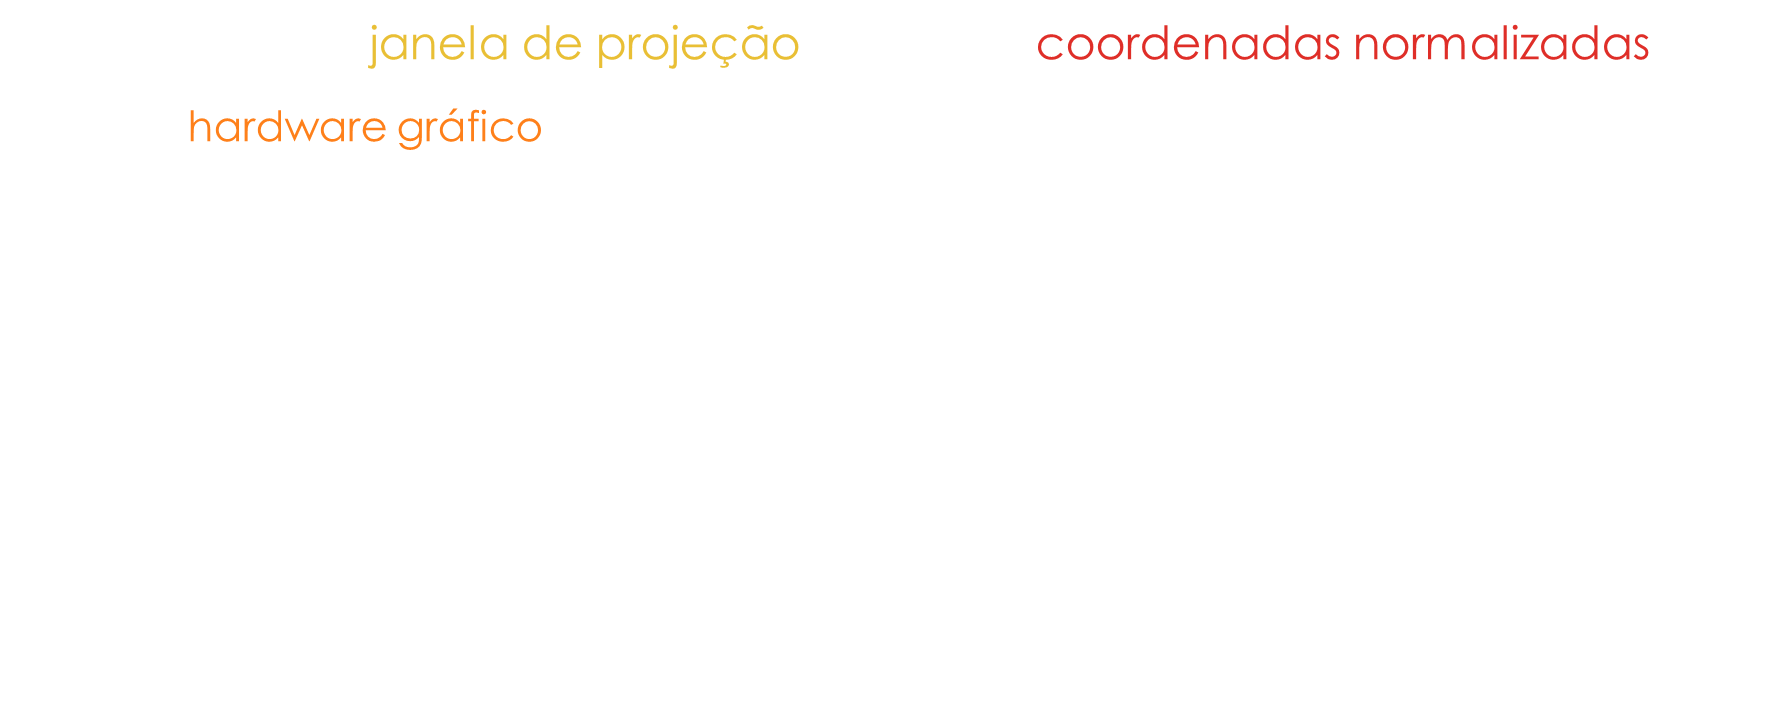 janela de projeção coordenadas normalizadas
hardware gráfico